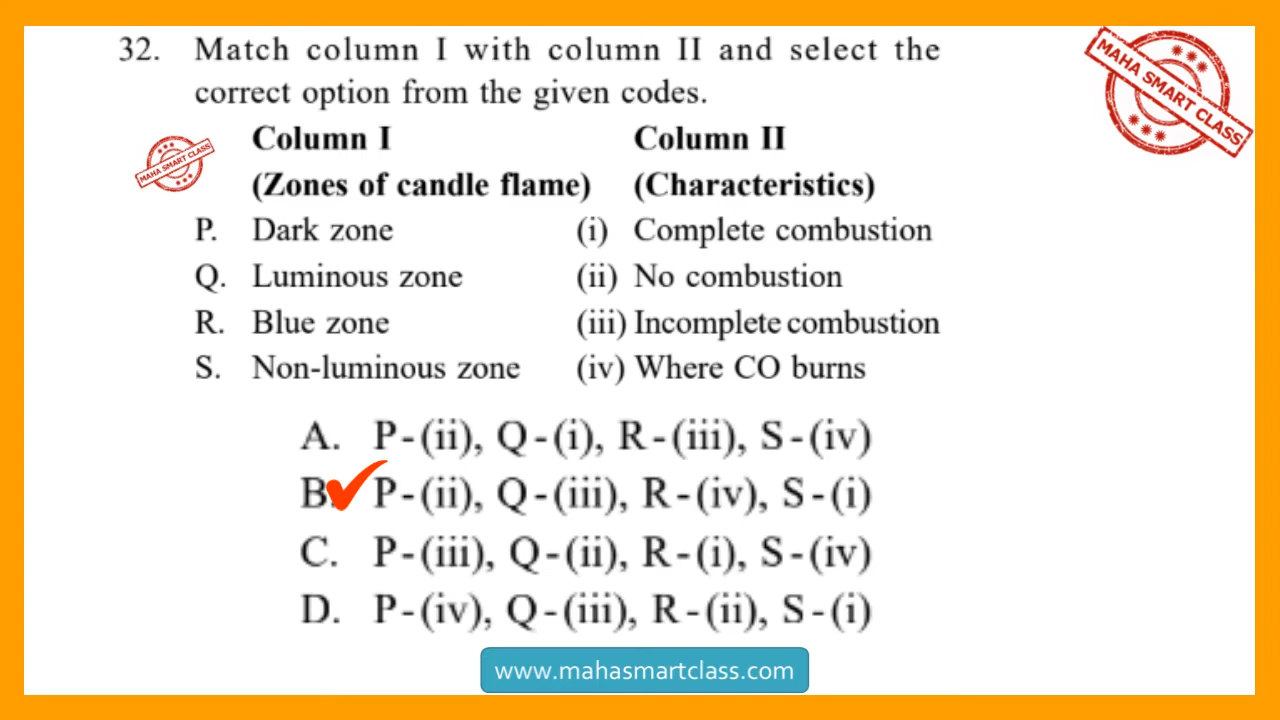 32. Match column I with column II and select the
correct option from the given codes.
Column I Column II
(Zones of candle flame) (Characteristics)
P. Dark zone (i) Complete combustion
Q. Luminous zone (ii) No combustion
R. Blue zone (iii) Incomplete combustion
S. Non-luminous zone (iv) Where CO burns
A. P-(ii), Q-(i), R-(iii), S-(iv)
B. P-(ii), Q-(iii), R-(iv), S-(i)
C. P-(iii), Q-(ii), R-(i), S-(iv)
D. P-(iv), Q-(iii), R-(ii), S-(i)
www.mahasmartclass.com
MAHA SMART CLASS
MAHA SMART CLASS